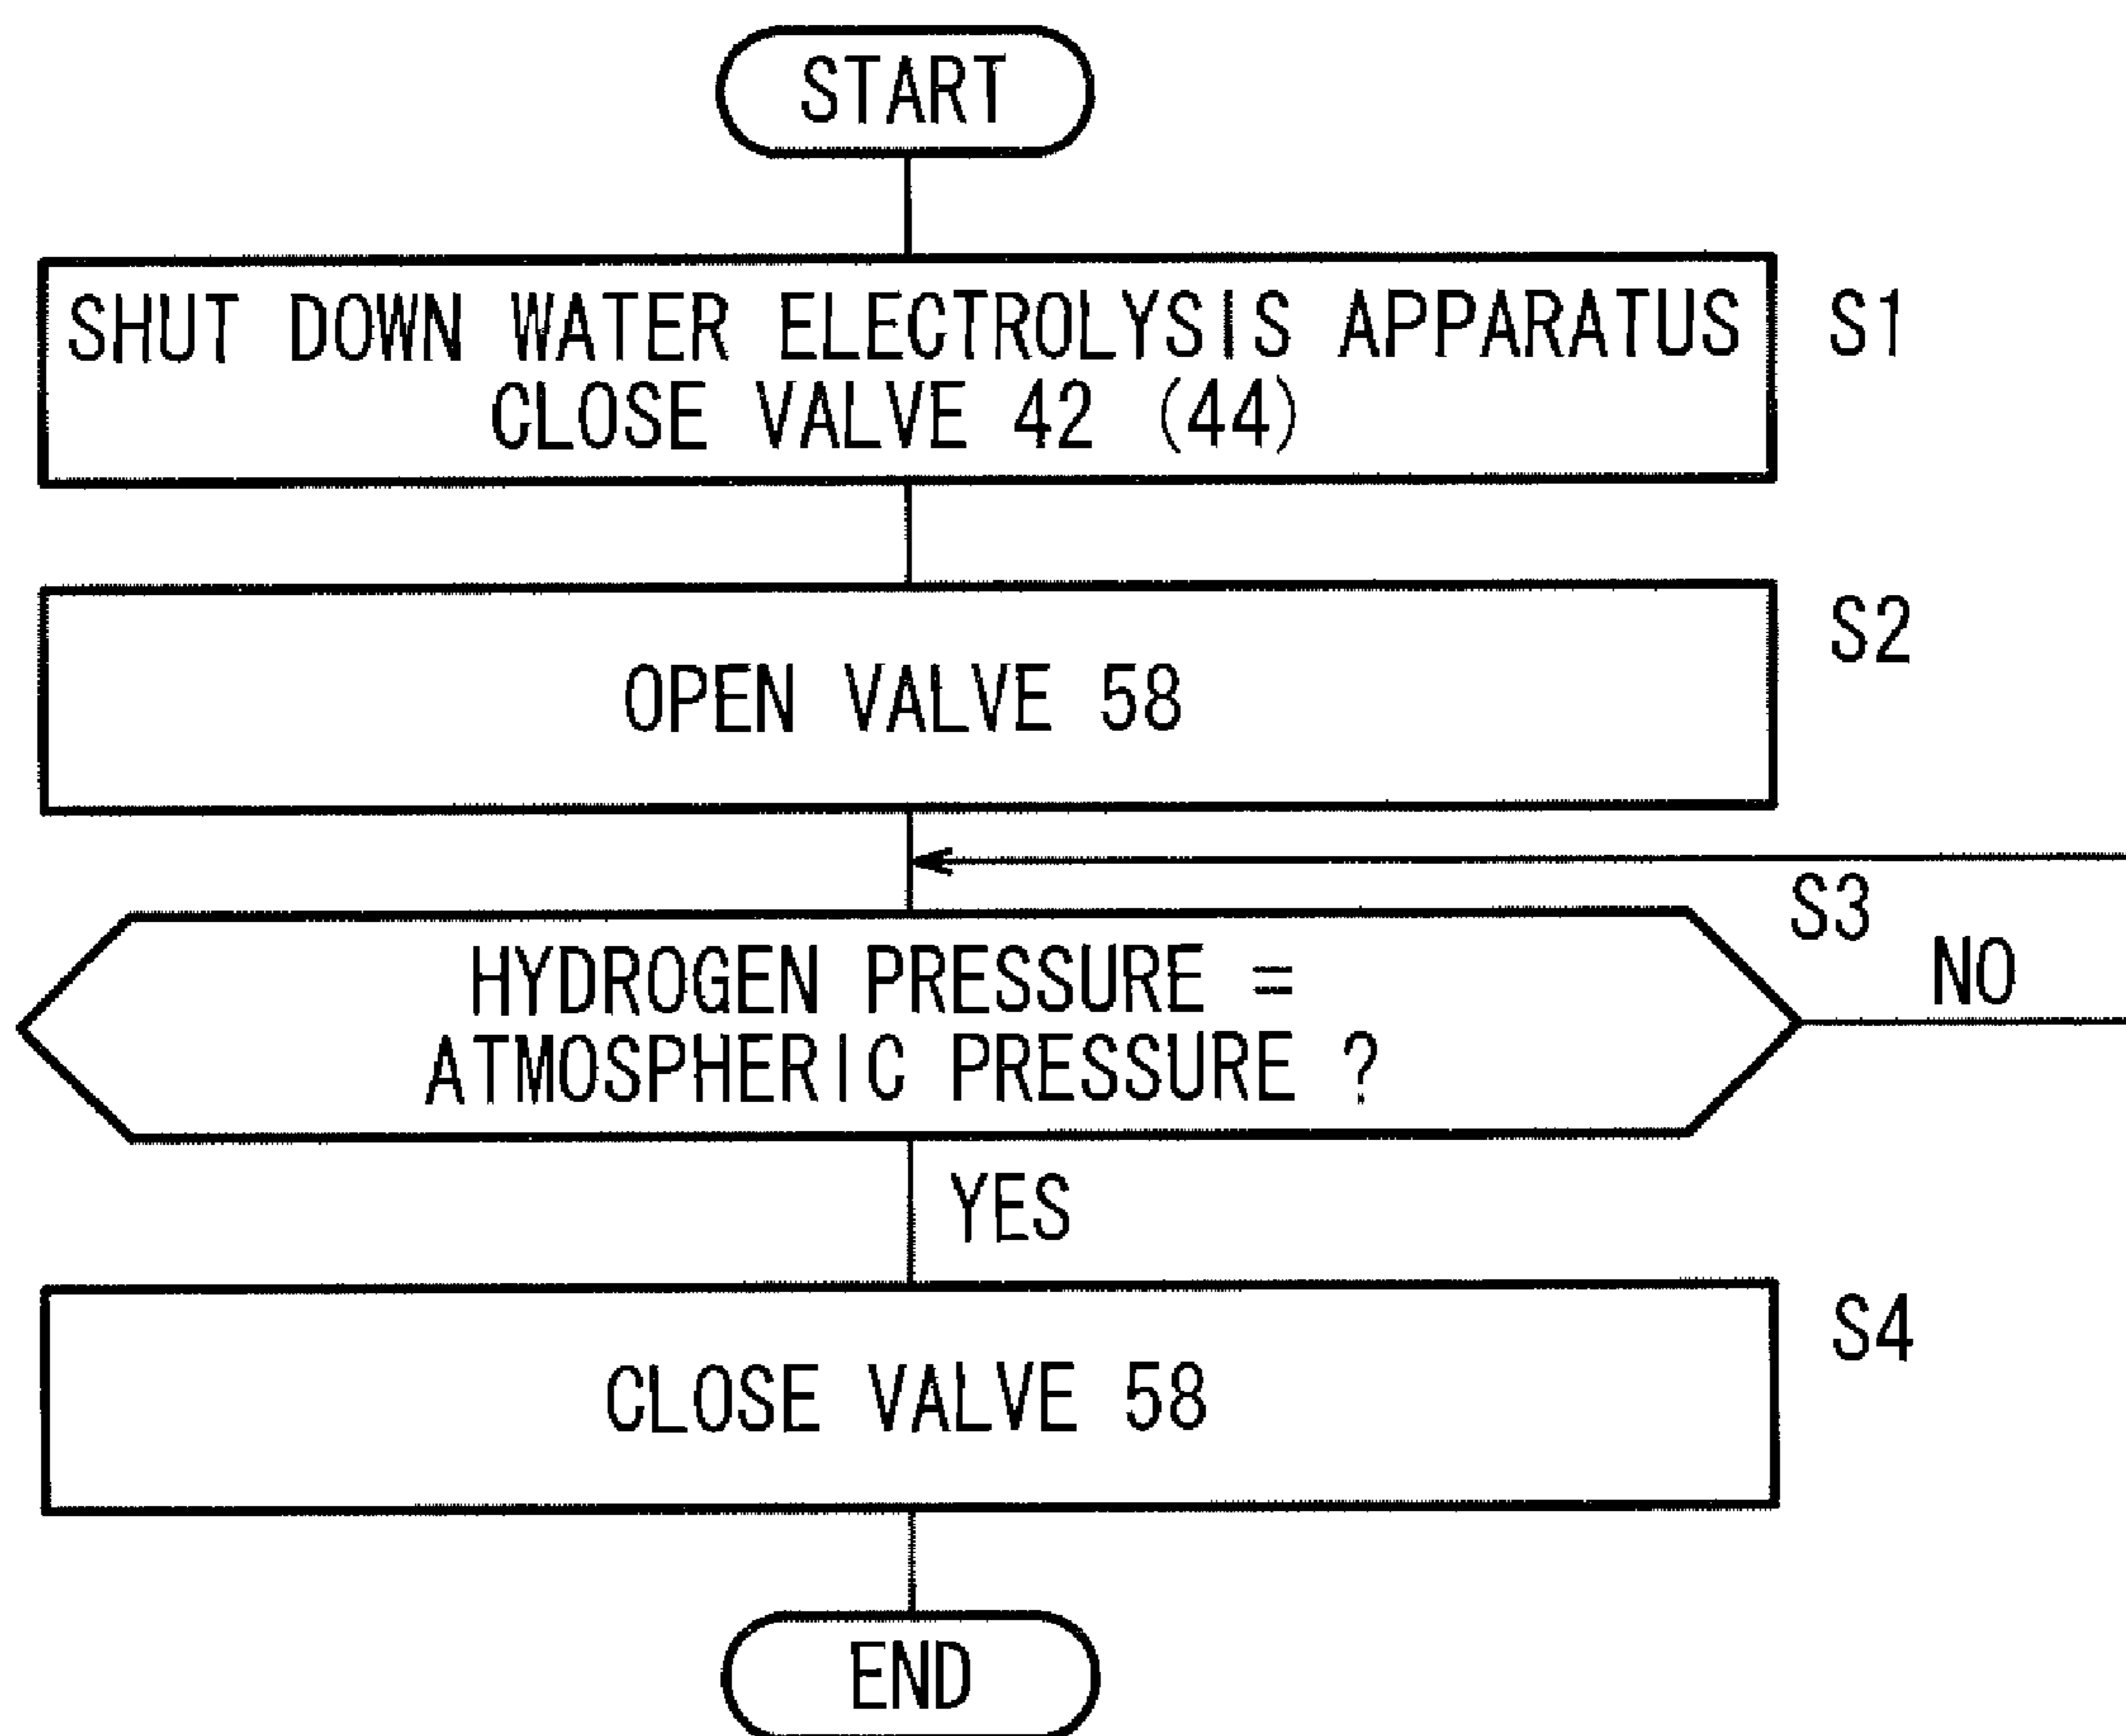 START
SHUT DOWN WATER ELECTROLYSIS APPARATUS
CLOSE VALVE 42 (44)
S1
OPEN VALVE 58
S2
HYDROGEN PRESSURE =
ATMOSPHERIC PRESSURE ?
S3
NO
YES
CLOSE VALVE 58
S4
END